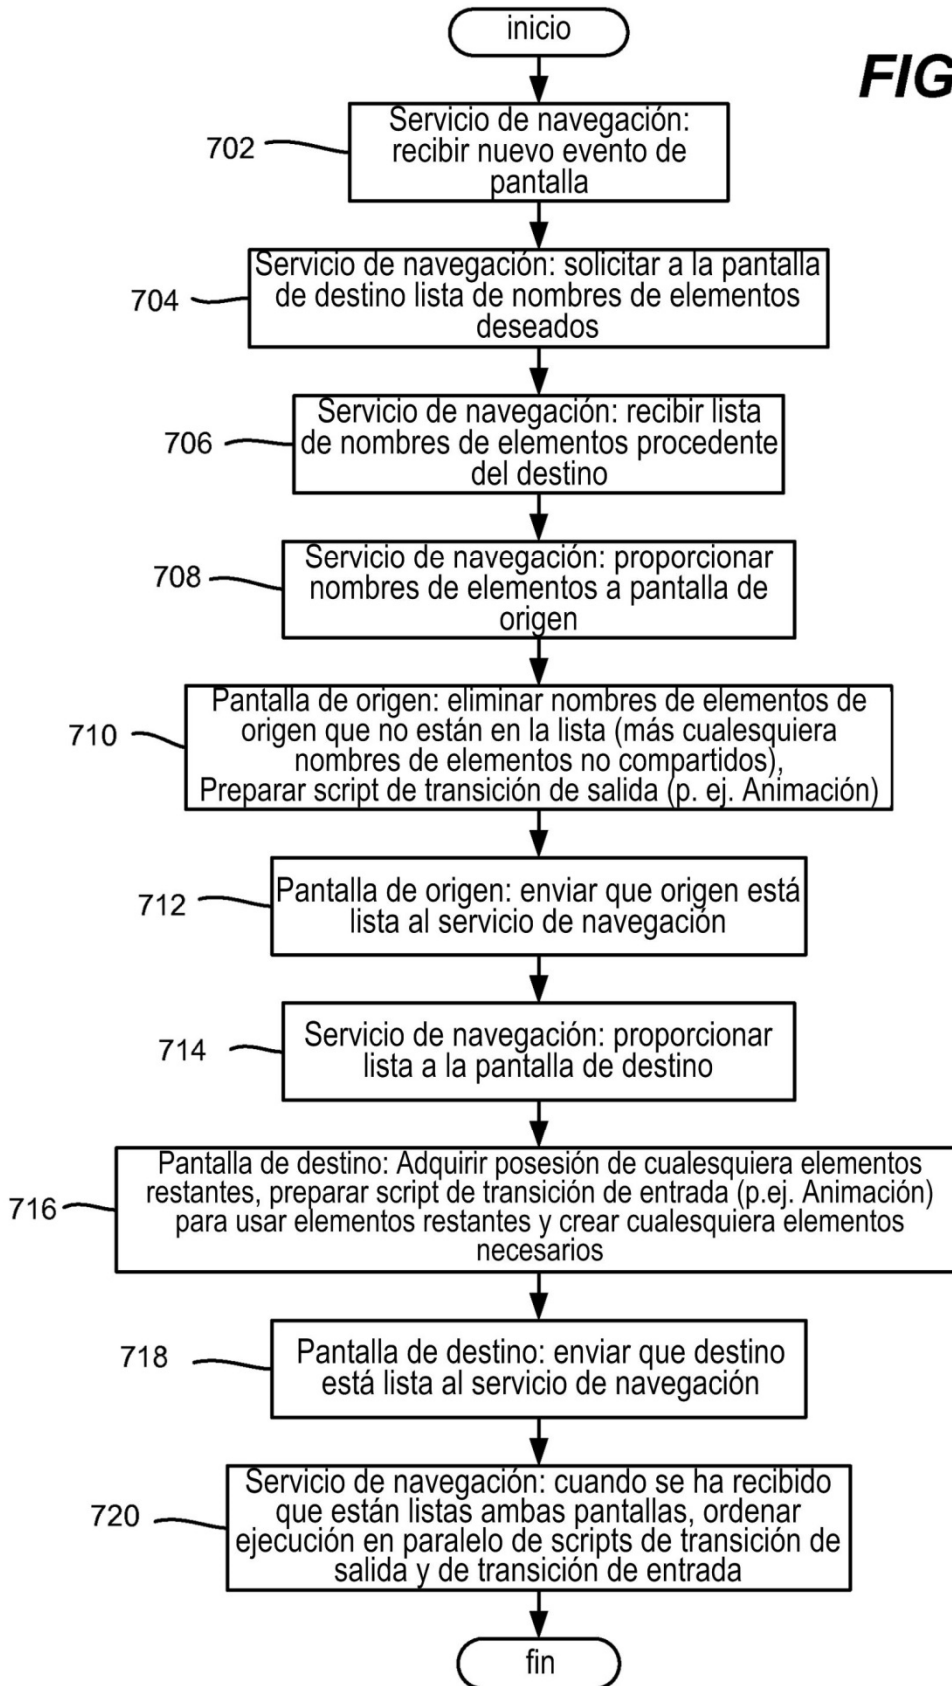 inicio
FIG
702
Servicio de navegación:
recibir nuevo evento de
pantalla
704
Servicio de navegación: solicitar a la pantalla
de destino lista de nombres de elementos
deseados
706
Servicio de navegación: recibir lista
de nombres de elementos procedente
del destino
708
Servicio de navegación: proporcionar
nombres de elementos a pantalla de
origen
710
Pantalla de origen: eliminar nombres de elementos de
origen que no están en la lista (más cualesquiera
nombres de elementos no compartidos),
Preparar script de transición de salida (p. ej. Animación)
712
Pantalla de origen: enviar que origen está
lista al servicio de navegación
714
Servicio de navegación: proporcionar
lista a la pantalla de destino
716
Pantalla de destino: Adquirir posesión de cualesquiera elementos
restantes, preparar script de transición de entrada (p.ej. Animación)
para usar elementos restantes y crear cualesquiera elementos
necesarios
718
Pantalla de destino: enviar que destino
está lista al servicio de navegación
720
Servicio de navegación: cuando se ha recibido
que están listas ambas pantallas, ordenar
ejecución en paralelo de scripts de transición de
salida y de transición de entrada
fin